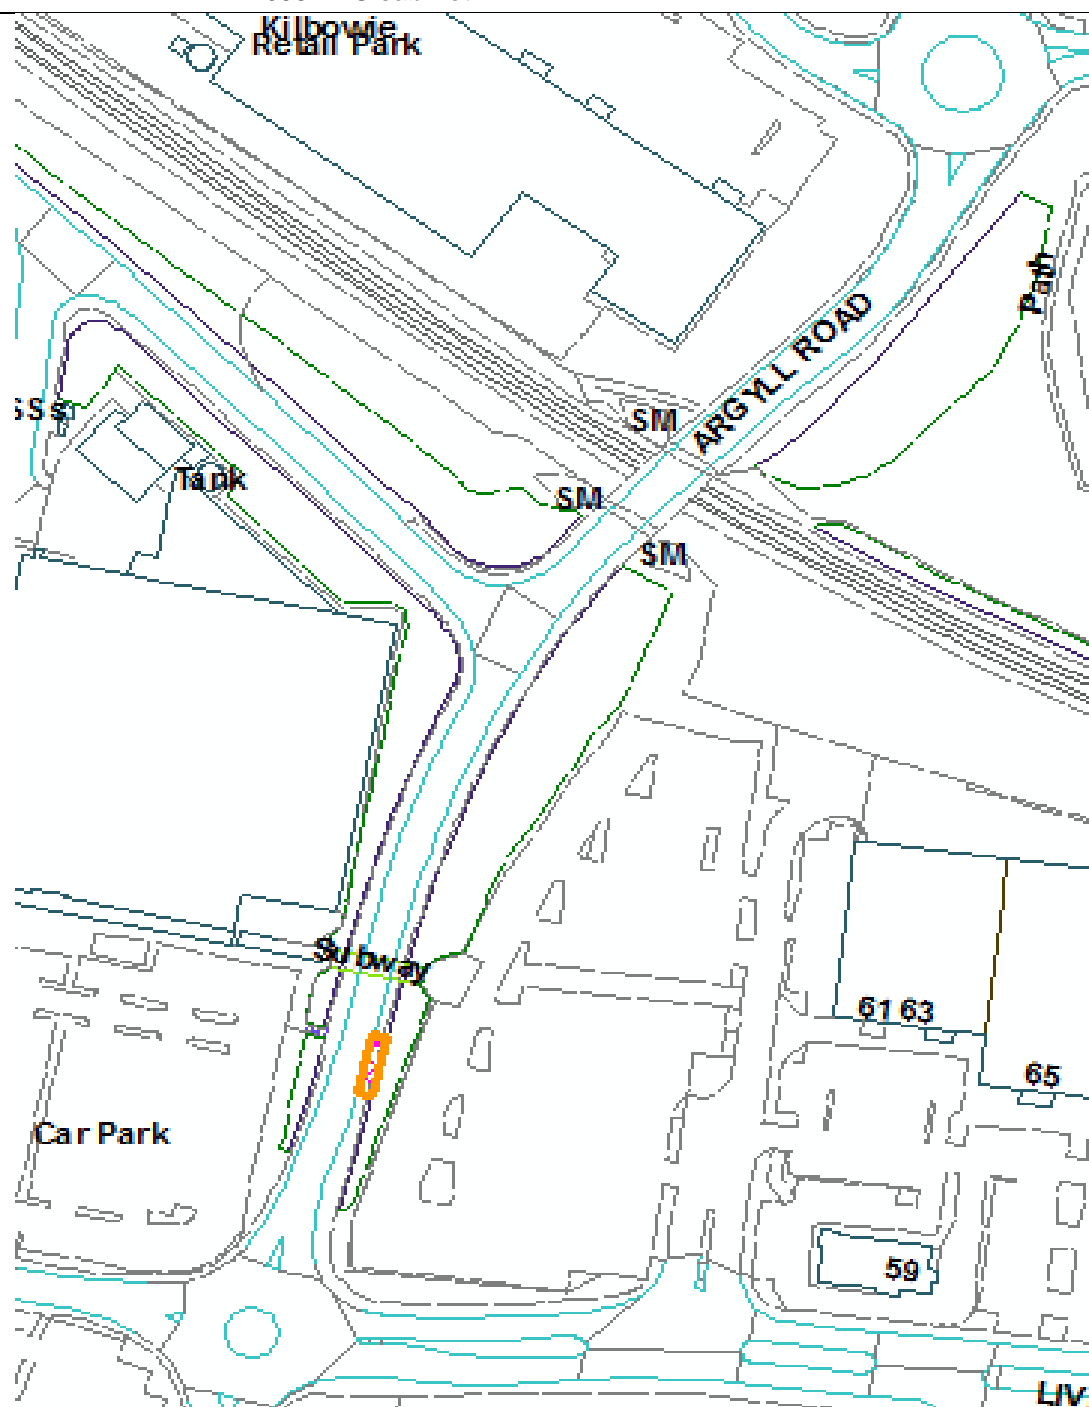 Kilbowie
Retail Park
Path
ARGYLL ROAD
SM
SSs
Tank
SM
SM
Subway
61 63
65
Car Park
59
LIV